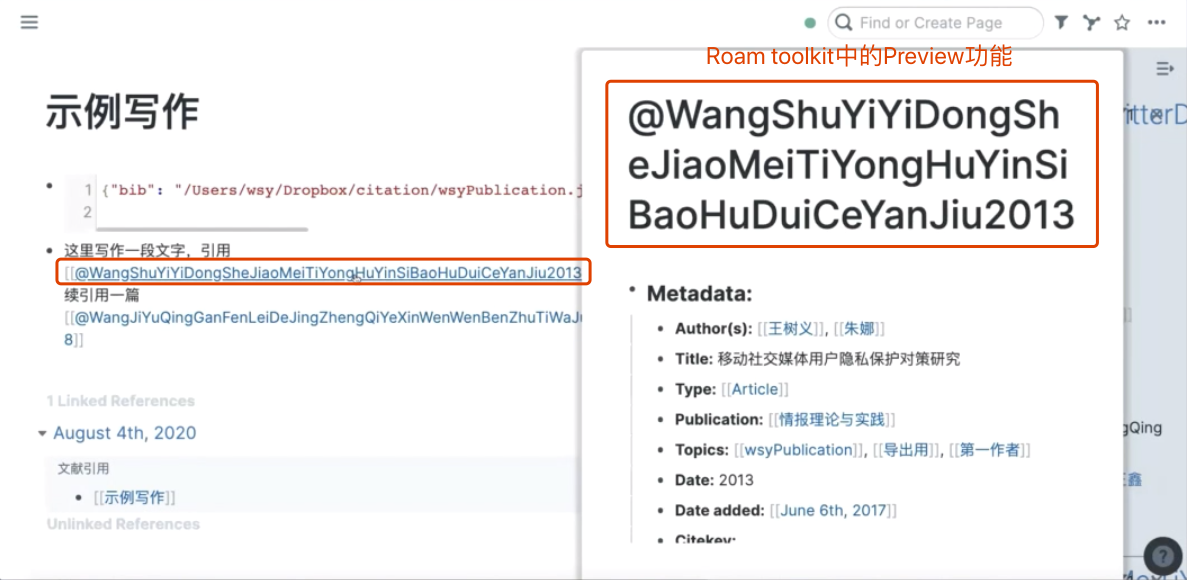 Find or Create Page
Roam toolkit中的Preview功能
示例写作
1 {"bib": "/Users/wsy/Dropbox/citation/wsyPublication.j
2
这里写作一段文字，引用
[[@WangShuYiYiDongSheJiaoMeiTiYongHuYinSiBaoHuDuiCeYanJiu2013
续引用一篇
[[@WangJiYuQingGanFenLeiDeJingZhengQiYeXinWenWenBenZhuTiWaJu
8]]
1 Linked References
August 4th, 2020
文献引用
[[示例写作]]
Unlinked References
@WangShuYiYiDongSh
eJiaoMeiTiYongHuYinSi
BaoHuDuiCeYanJiu2013
Metadata:
Author(s): [[王树义]], [[朱娜]]
Title: 移动社交媒体用户隐私保护对策研究
Type: [[Article]]
Publication: [[情报理论与实践]]
Topics: [[wsyPublication]], [[导出用]], [[第一作者]]
Date: 2013
Date added: [[June 6th, 2017]]
Citekey:
itterD
]]
gQing
鑫
?